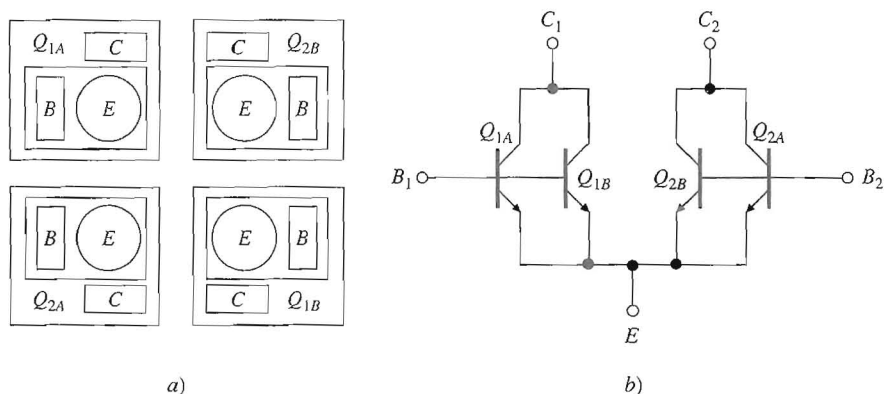 C₁ C₂
Q₁A C C Q₂B
B E E B
Q₁A Q₂A
B₁ Q₁B Q₂B B₂
B E E B
Q₂A C C Q₁B
E
a) b)